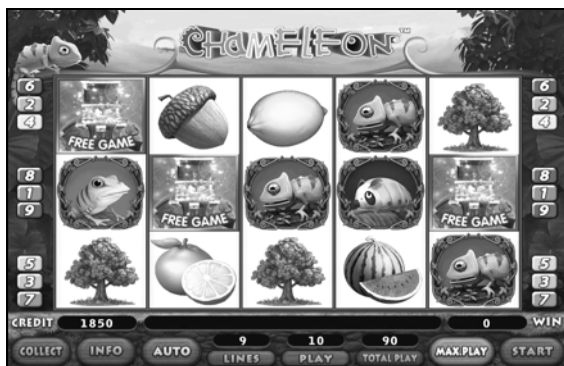 CHAMELEON™
6 6
2 2
4 4
FREE GAME
8 8
1 1
9 9
FREE GAME FREE GAME
5 5
3 3
7 7
CREDIT 1850 0 WIN
9 10 90
COLLECT INFO AUTO LINES PLAY TOTAL PLAY MAX.PLAY START